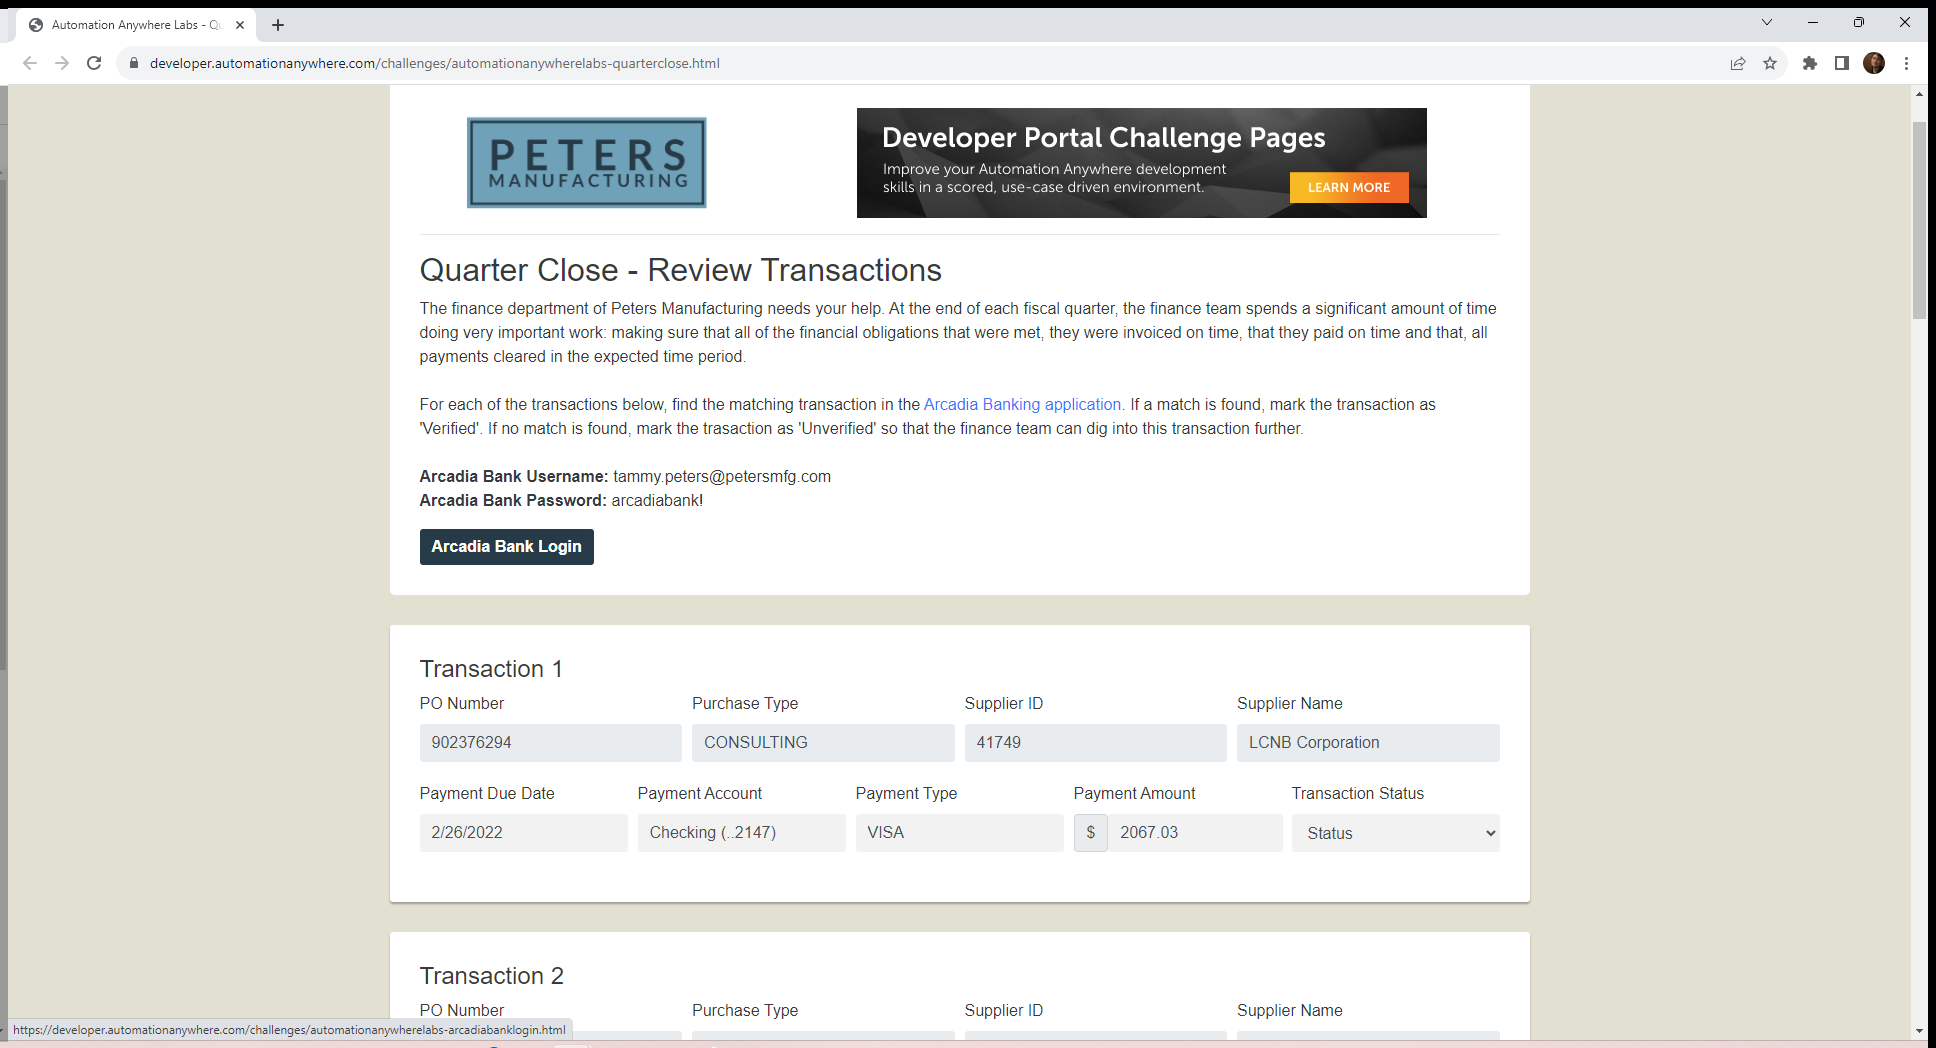 Automation Anywhere Labs - Qu
developer.automationanywhere.com/challenges/automationanywherelabs-quarterclose.html
PETERS
MANUFACTURING
Developer Portal Challenge Pages
Improve your Automation Anywhere development
skills in a scored, use-case driven environment.
LEARN MORE
Quarter Close - Review Transactions
The finance department of Peters Manufacturing needs your help. At the end of each fiscal quarter, the finance team spends a significant amount of time
doing very important work: making sure that all of the financial obligations that were met, they were invoiced on time, that they paid on time and that, all
payments cleared in the expected time period.
For each of the transactions below, find the matching transaction in the Arcadia Banking application. If a match is found, mark the transaction as
'Verified'. If no match is found, mark the trasaction as 'Unverified' so that the finance team can dig into this transaction further.
Arcadia Bank Username: tammy.peters@petersmfg.com
Arcadia Bank Password: arcadiabank!
Arcadia Bank Login
Transaction 1
PO Number Purchase Type Supplier ID Supplier Name
902376294 CONSULTING 41749 LCNB Corporation
Payment Due Date Payment Account Payment Type Payment Amount Transaction Status
2/26/2022 Checking (..2147) VISA $ 2067.03 Status
Transaction 2
PO Number Purchase Type Supplier ID Supplier Name
https://developer.automationanywhere.com/challenges/automationanywherelabs-arcadiabanklogin.html